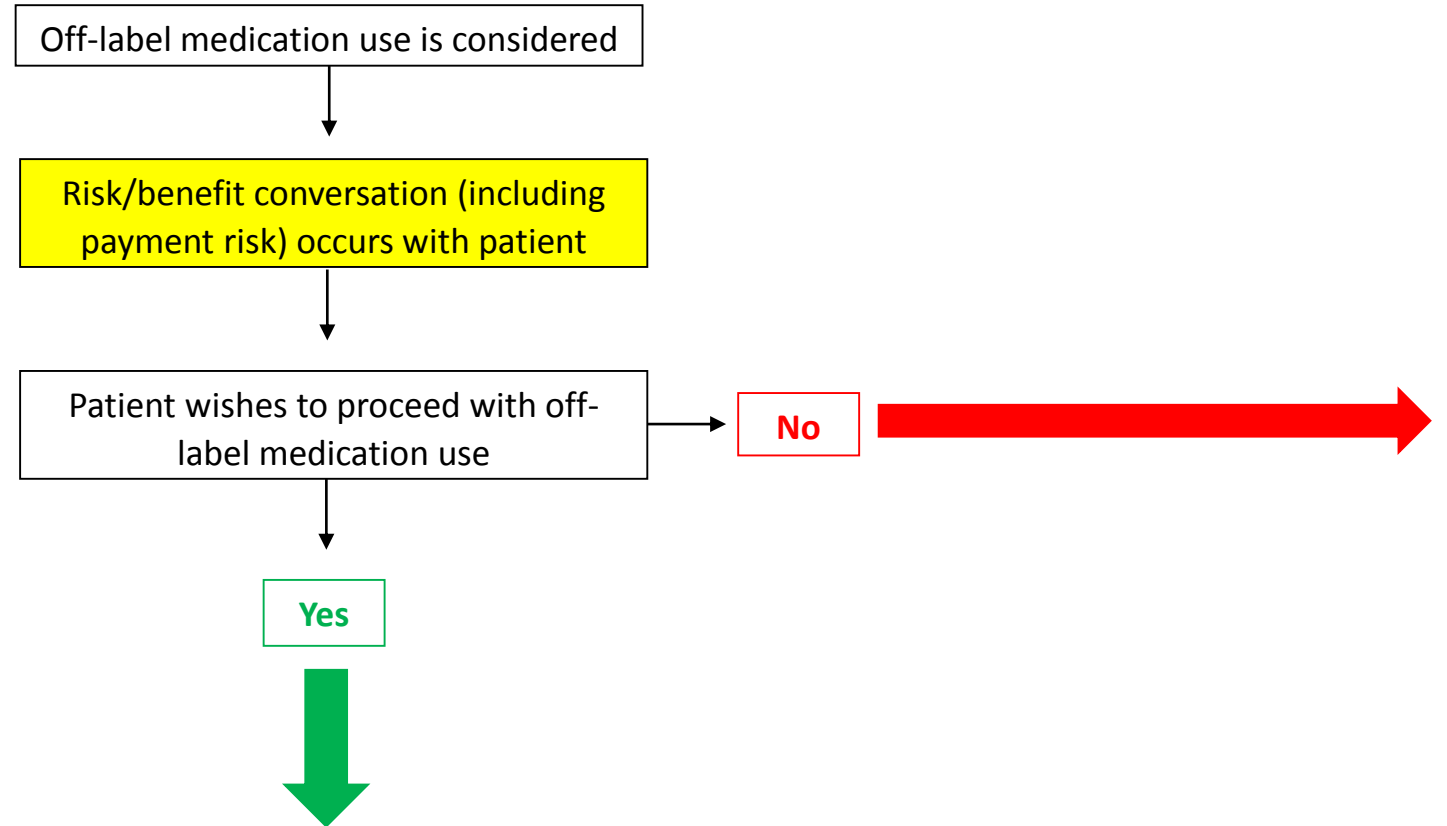 Off-label medication use is considered
Risk/benefit conversation (including
payment risk) occurs with patient
Patient wishes to proceed with off-
label medication use
No
Yes